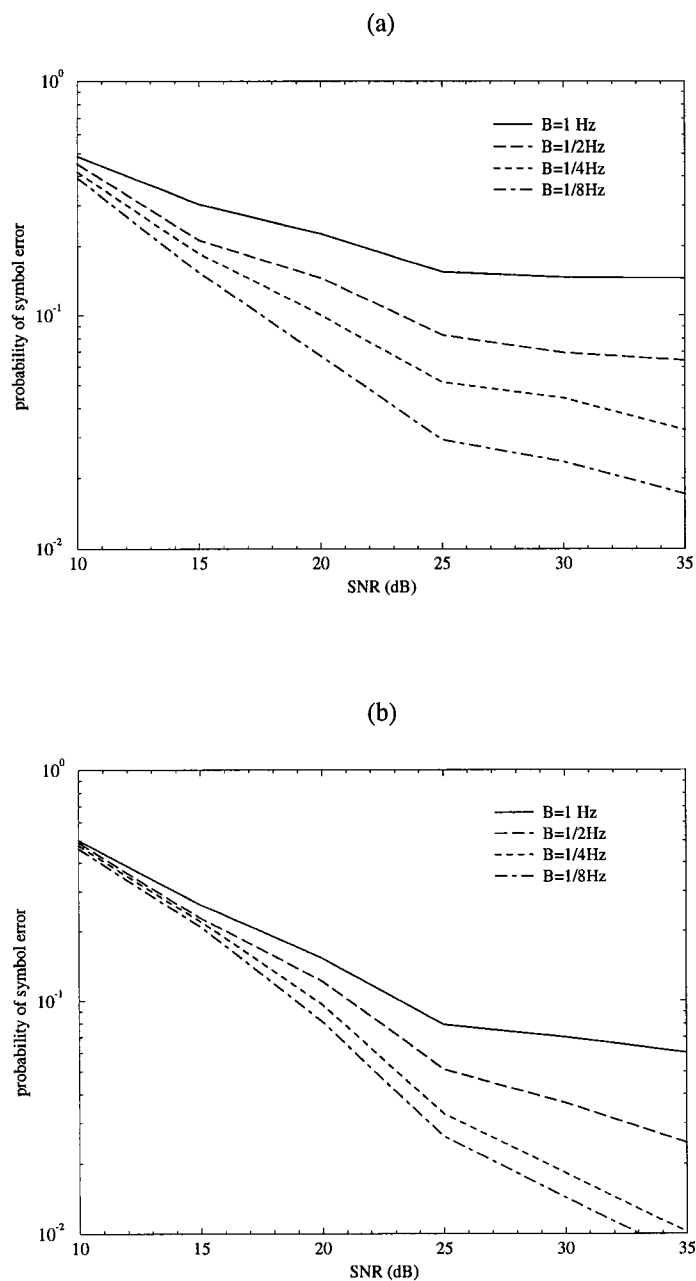 (a)
10^0
10^-1
10^-2
probability of symbol error
B=1 Hz
B=1/2Hz
B=1/4Hz
B=1/8Hz
10 15 20 25 30 35
SNR (dB)
(b)
10^0
10^-1
10^-2
probability of symbol error
B=1 Hz
B=1/2Hz
B=1/4Hz
B=1/8Hz
10 15 20 25 30 35
SNR (dB)